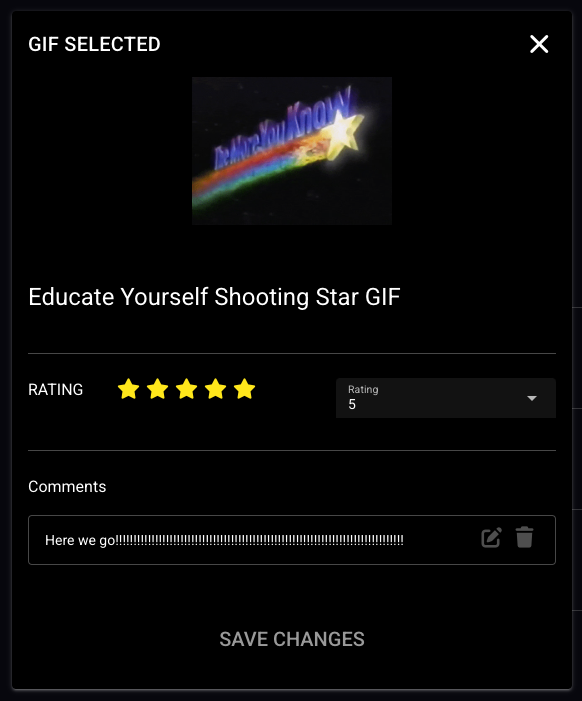 GIF SELECTED
The More You Know
Educate Yourself Shooting Star GIF
RATING
Rating
5
Comments
Here we go!!!!!!!!!!!!!!!!!!!!!!!!!!!!!!!!!!!!!!!!!!!!!!!!!!!!!!!!!!!!!!!!!!!!!!!!!!!!!!!!
SAVE CHANGES